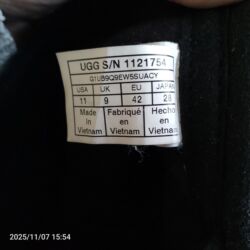 UGG S/N 1121754
G1UB9Q9EW5SUACY
USA UK EU JAPAN
11 9 42 28
Made in Vietnam
Fabriqué en Vietnam
Hecho en Vietnam
2025/11/07 15:54